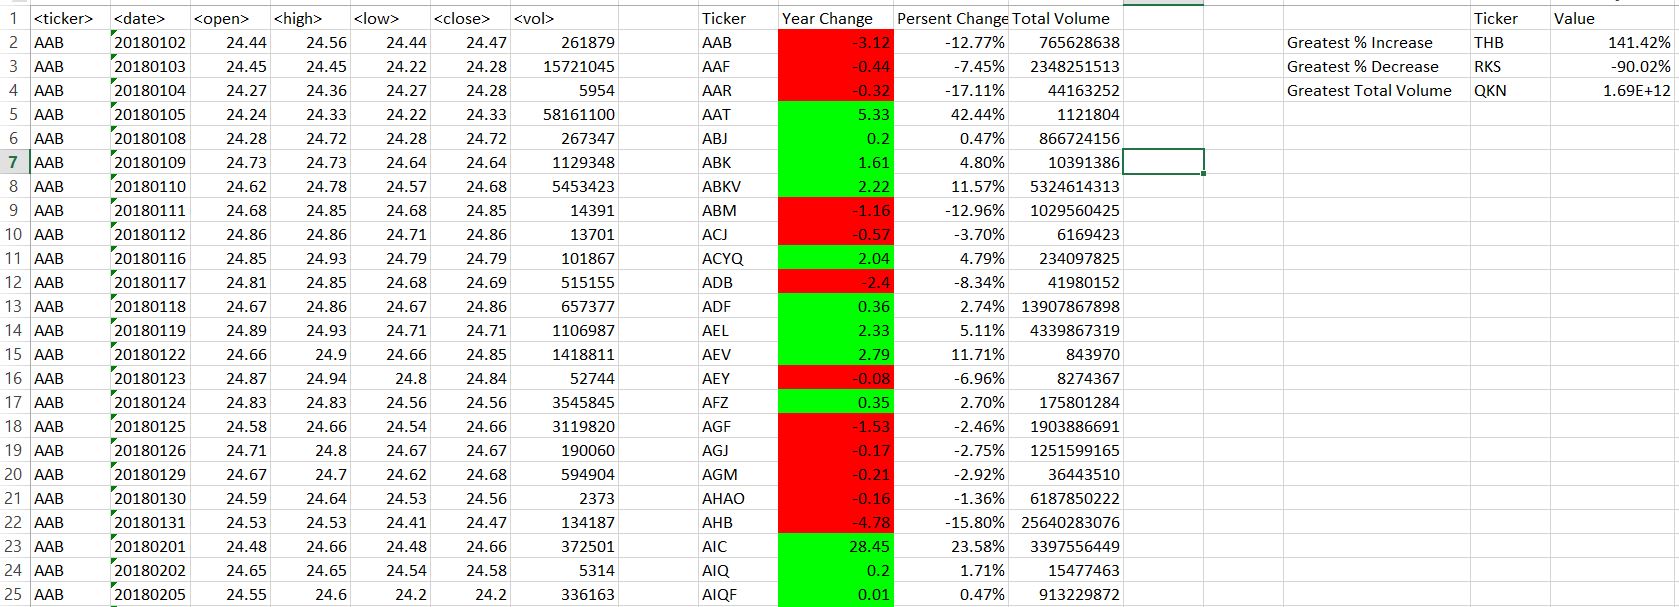 1 <ticker> <date> <open> <high> <low> <close> <vol> Ticker Year Change Persent Change Total Volume Ticker Value
2 AAB 20180102 24.44 24.56 24.44 24.47 261879 AAB -3.12 -12.77% 765628638 Greatest % Increase THB 141.42%
3 AAB 20180103 24.45 24.45 24.22 24.28 15721045 AAF -0.44 -7.45% 2348251513 Greatest % Decrease RKS -90.02%
4 AAB 20180104 24.27 24.36 24.27 24.28 5954 AAR -0.32 -17.11% 44163252 Greatest Total Volume QKN 1.69E+12
5 AAB 20180105 24.24 24.33 24.22 24.33 58161100 AAT 5.33 42.44% 1121804
6 AAB 20180108 24.28 24.72 24.28 24.72 267347 ABJ 0.2 0.47% 866724156
7 AAB 20180109 24.73 24.73 24.64 24.64 1129348 ABK 1.61 4.80% 10391386
8 AAB 20180110 24.62 24.78 24.57 24.68 5453423 ABKV 2.22 11.57% 5324614313
9 AAB 20180111 24.68 24.85 24.68 24.85 14391 ABM -1.16 -12.96% 1029560425
10 AAB 20180112 24.86 24.86 24.71 24.86 13701 ACJ -0.57 -3.70% 6169423
11 AAB 20180116 24.85 24.93 24.79 24.79 101867 ACYQ 2.04 4.79% 234097825
12 AAB 20180117 24.81 24.85 24.68 24.69 515155 ADB -2.4 -8.34% 41980152
13 AAB 20180118 24.67 24.86 24.67 24.86 657377 ADF 0.36 2.74% 13907867898
14 AAB 20180119 24.89 24.93 24.71 24.71 1106987 AEL 2.33 5.11% 4339867319
15 AAB 20180122 24.66 24.9 24.66 24.85 1418811 AEV 2.79 11.71% 843970
16 AAB 20180123 24.87 24.94 24.8 24.84 52744 AEY -0.08 -6.96% 8274367
17 AAB 20180124 24.83 24.83 24.56 24.56 3545845 AFZ 0.35 2.70% 175801284
18 AAB 20180125 24.58 24.66 24.54 24.66 3119820 AGF -1.53 -2.46% 1903886691
19 AAB 20180126 24.71 24.8 24.67 24.67 190060 AGJ -0.17 -2.75% 1251599165
20 AAB 20180129 24.67 24.7 24.62 24.68 594904 AGM -0.21 -2.92% 36443510
21 AAB 20180130 24.59 24.64 24.53 24.56 2373 AHAO -0.16 -1.36% 6187850222
22 AAB 20180131 24.53 24.53 24.41 24.47 134187 AHB -4.78 -15.80% 25640283076
23 AAB 20180201 24.48 24.66 24.48 24.66 372501 AIC 28.45 23.58% 3397556449
24 AAB 20180202 24.65 24.65 24.54 24.58 5314 AIQ 0.2 1.71% 15477463
25 AAB 20180205 24.55 24.6 24.2 24.2 336163 AIQF 0.01 0.47% 913229872